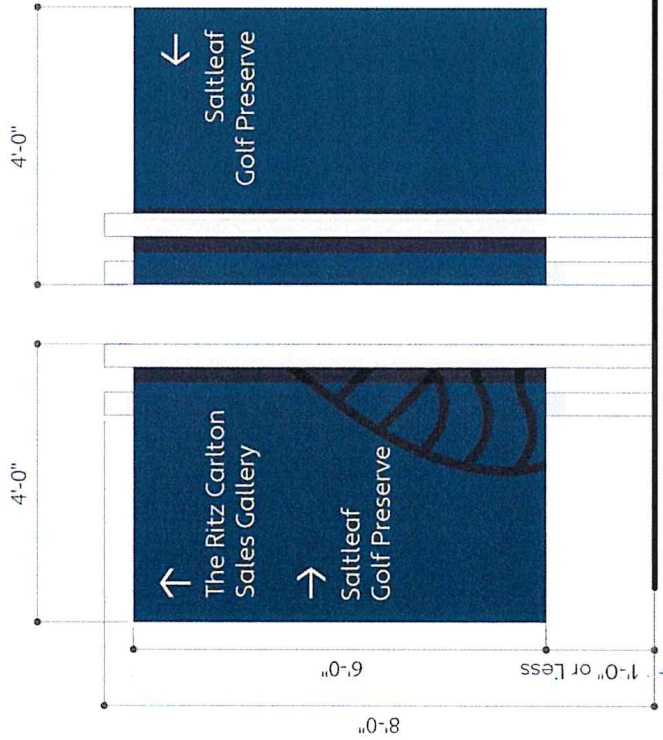 4'-0"
4'-0"
The Ritz Carlton
Sales Gallery
Saltleaf
Golf Preserve
Saltleaf
Golf Preserve
6'-0"
1'-0" or Less
8'-0"